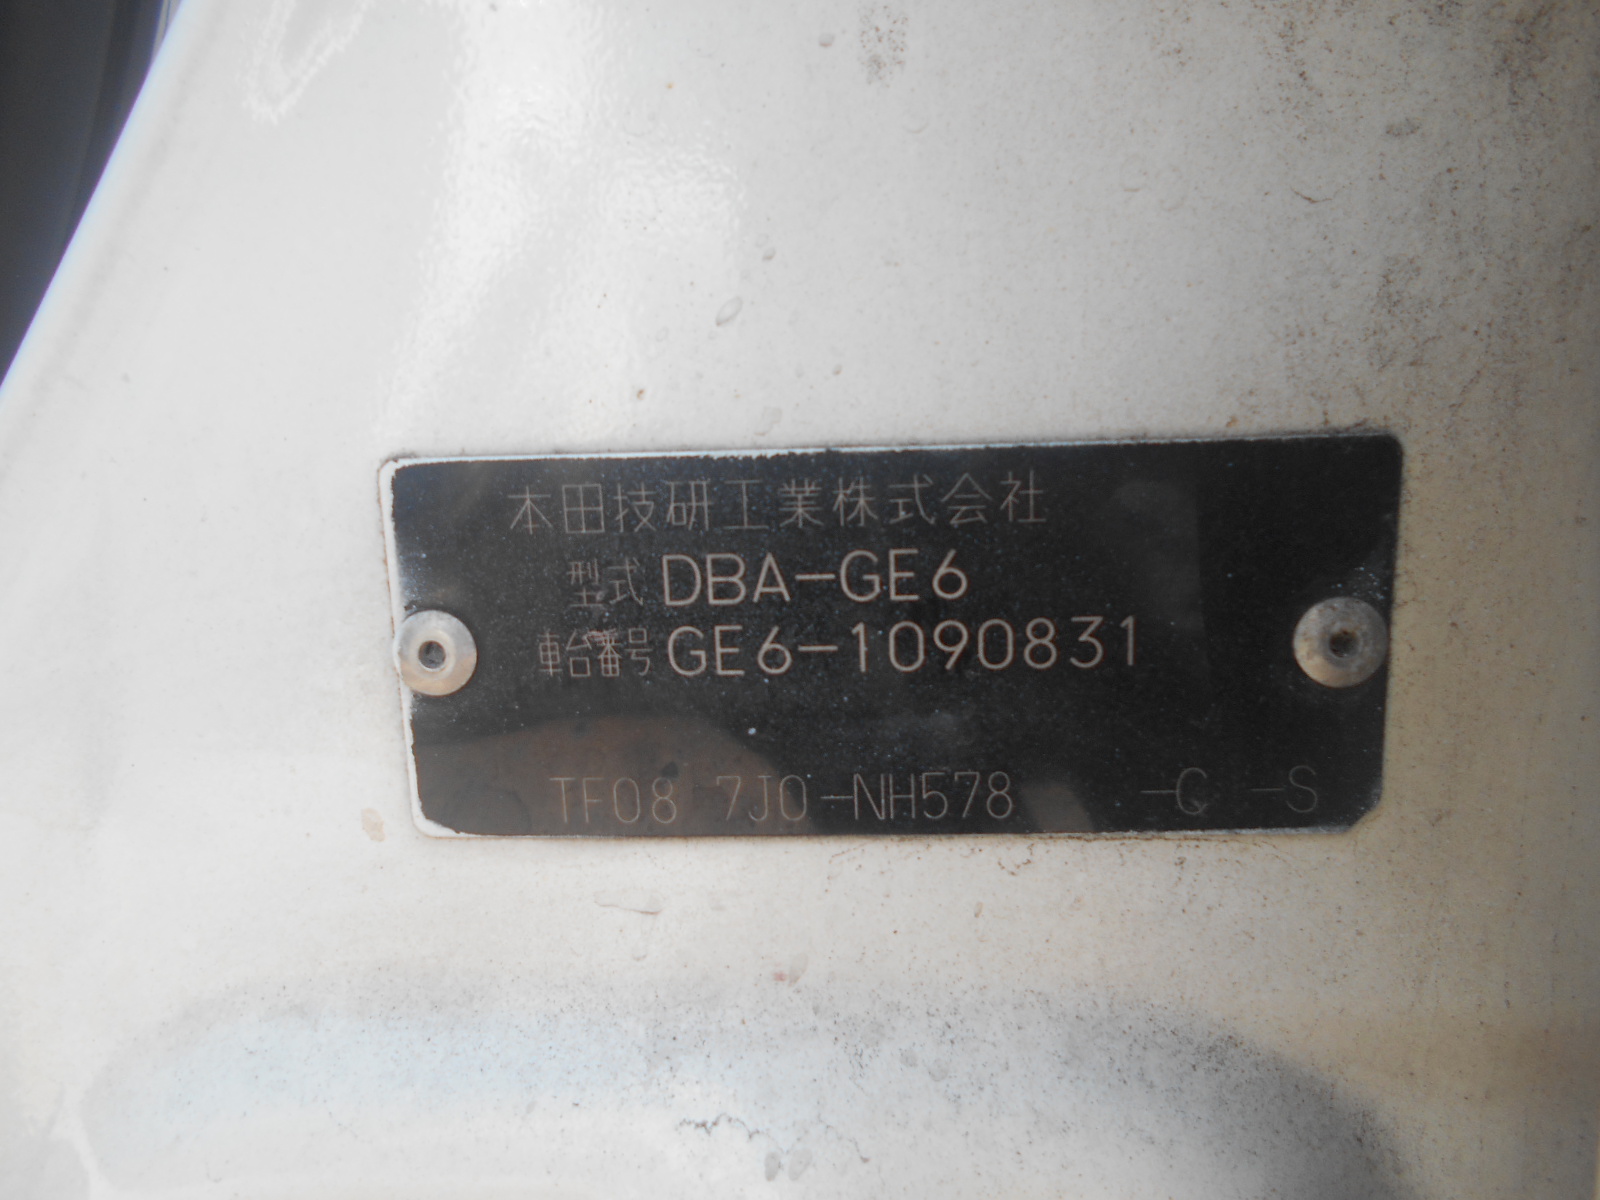 本田技研工業株式会社
型式 DBA-GE6
車台番号 GE6-1090831
TF08 7J0-NH578 -C -S